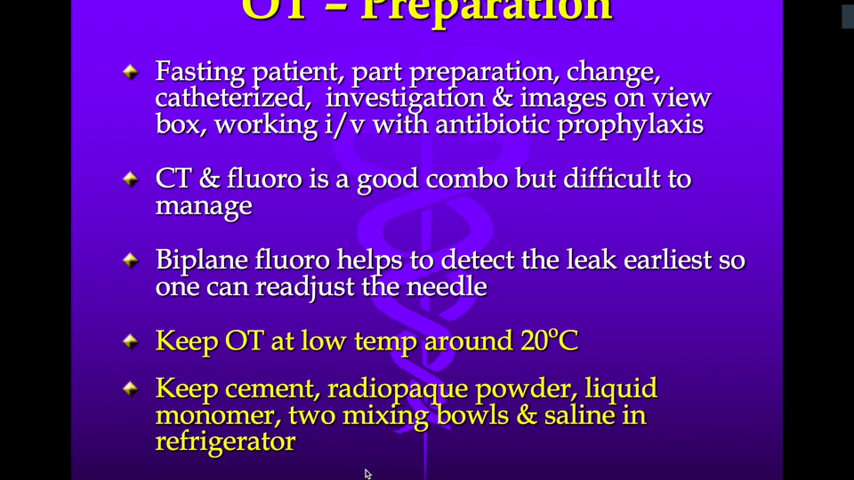 OT – Preparation
Fasting patient, part preparation, change,
catheterized, investigation & images on view
box, working i/v with antibiotic prophylaxis
CT & fluoro is a good combo but difficult to
manage
Biplane fluoro helps to detect the leak earliest so
one can readjust the needle
Keep OT at low temp around 20°C
Keep cement, radiopaque powder, liquid
monomer, two mixing bowls & saline in
refrigerator